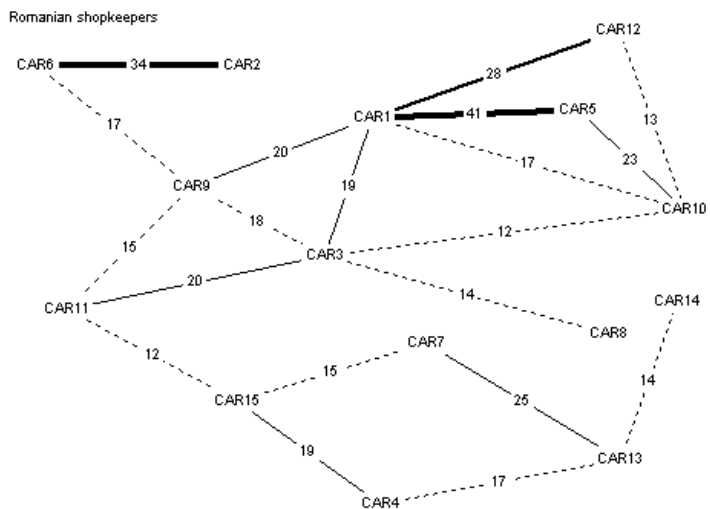 Romanian shopkeepers
CAR12
CAR6 34 CAR2
28
CAR1 41 CAR5
17
13
20
17
23
CAR9
19
CAR10
18
15
12
CAR3
20
14
CAR14
CAR11
CAR8
CAR7
12
15
14
CAR15
25
19
CAR13
17
CAR4